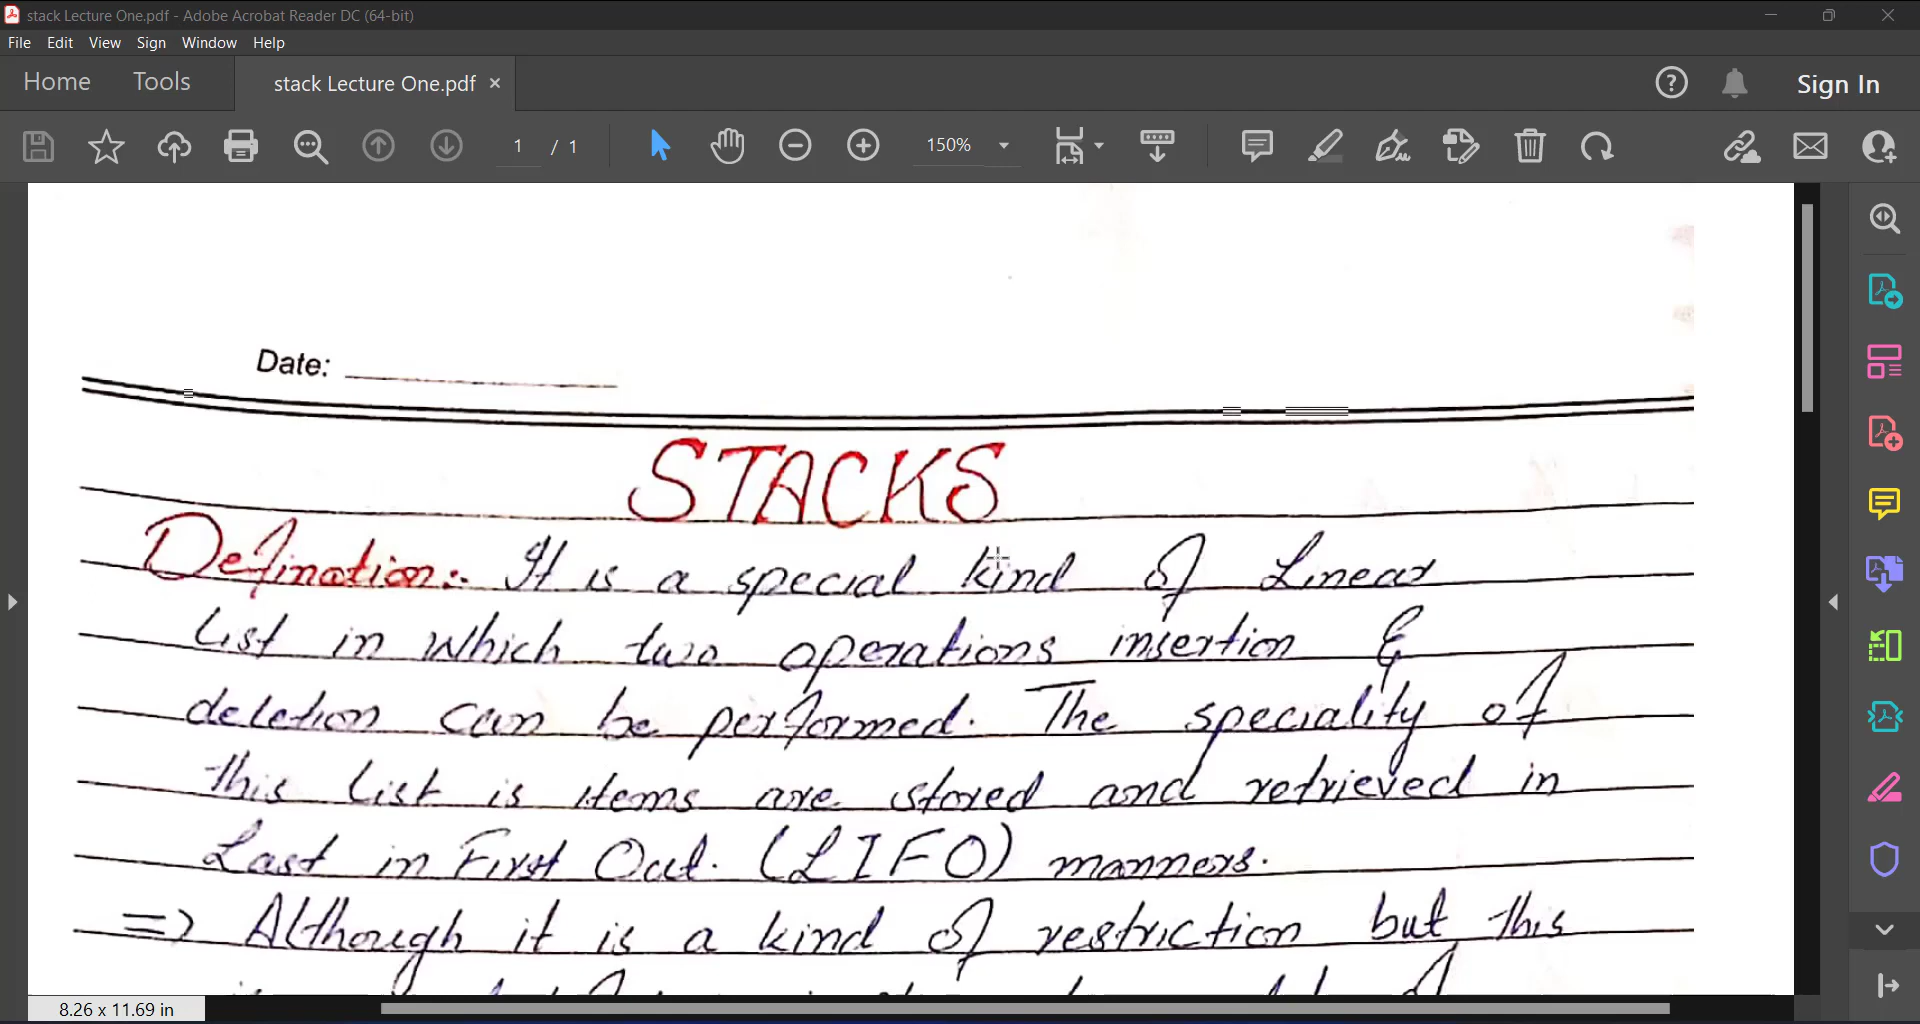 stack Lecture One.pdf - Adobe Acrobat Reader DC (64-bit)
File Edit View Sign Window Help
Home Tools stack Lecture One.pdf × Sign In
1 / 1 150%
Date:
STACKS
Defination:. It is a special kind of Linear
List in which two operations insertion &
deletion can be performed. The speciality of
this List is items are stored and retrieved in
Last in First Out. (LIFO) manners.
=> Although it is a kind of restriction but this
8.26 x 11.69 in